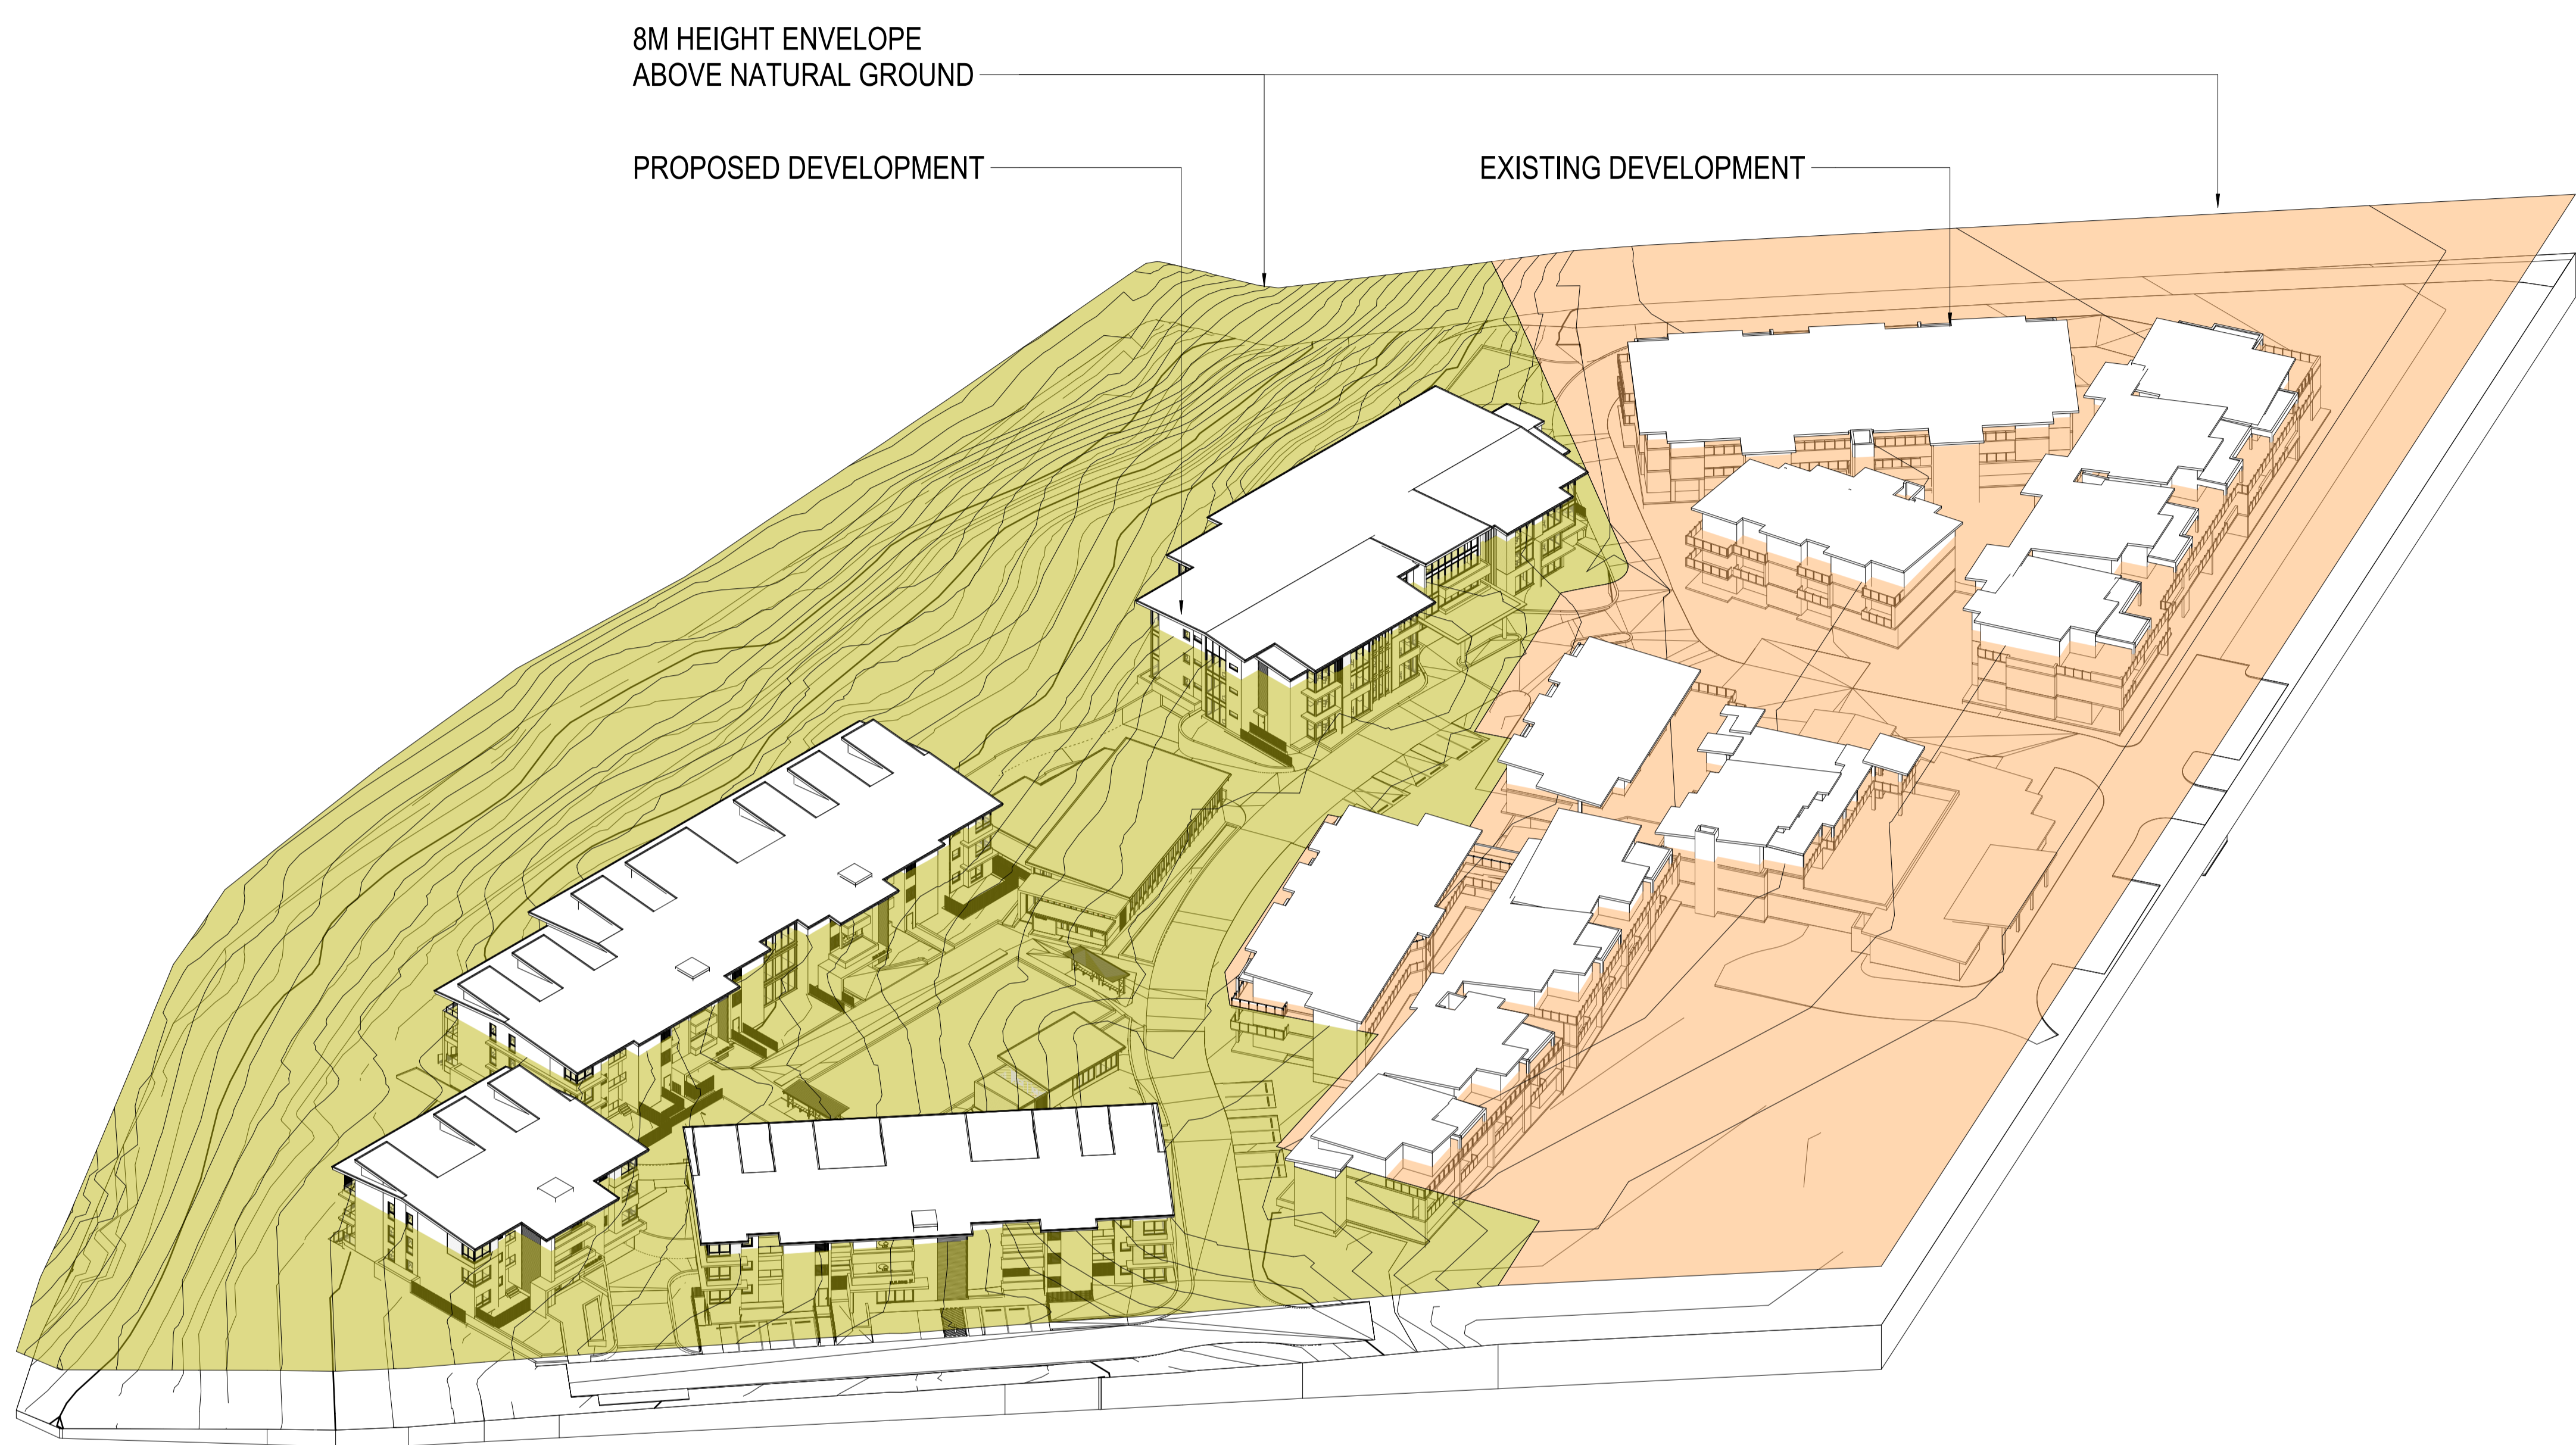 8M HEIGHT ENVELOPE
ABOVE NATURAL GROUND
PROPOSED DEVELOPMENT
EXISTING DEVELOPMENT